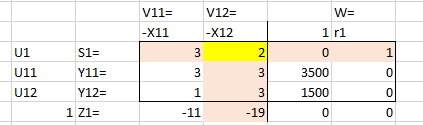 V11= V12= W=
-X11 -X12 1 r1
U1 S1= 3 2 0 1
U11 Y11= 3 3 3500 0
U12 Y12= 1 3 1500 0
1 Z1= -11 -19 0 0